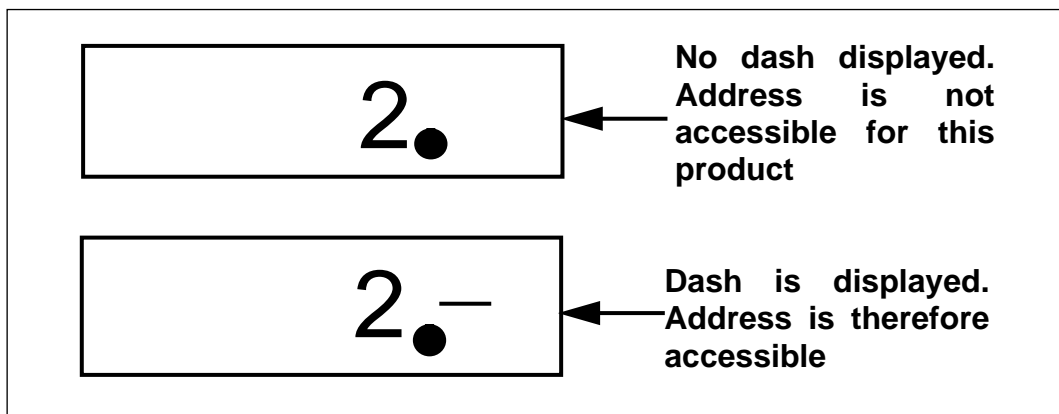 2.
No dash displayed.
Address is not
accessible for this
product
2.–
Dash is displayed.
Address is therefore
accessible